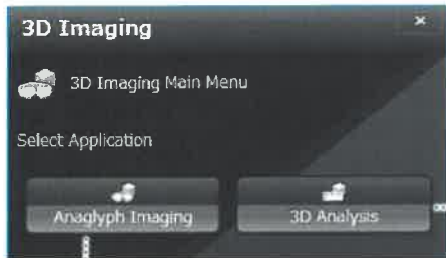 3D Imaging
3D Imaging Main Menu
Select Application
Anaglyph Imaging
3D Analysis